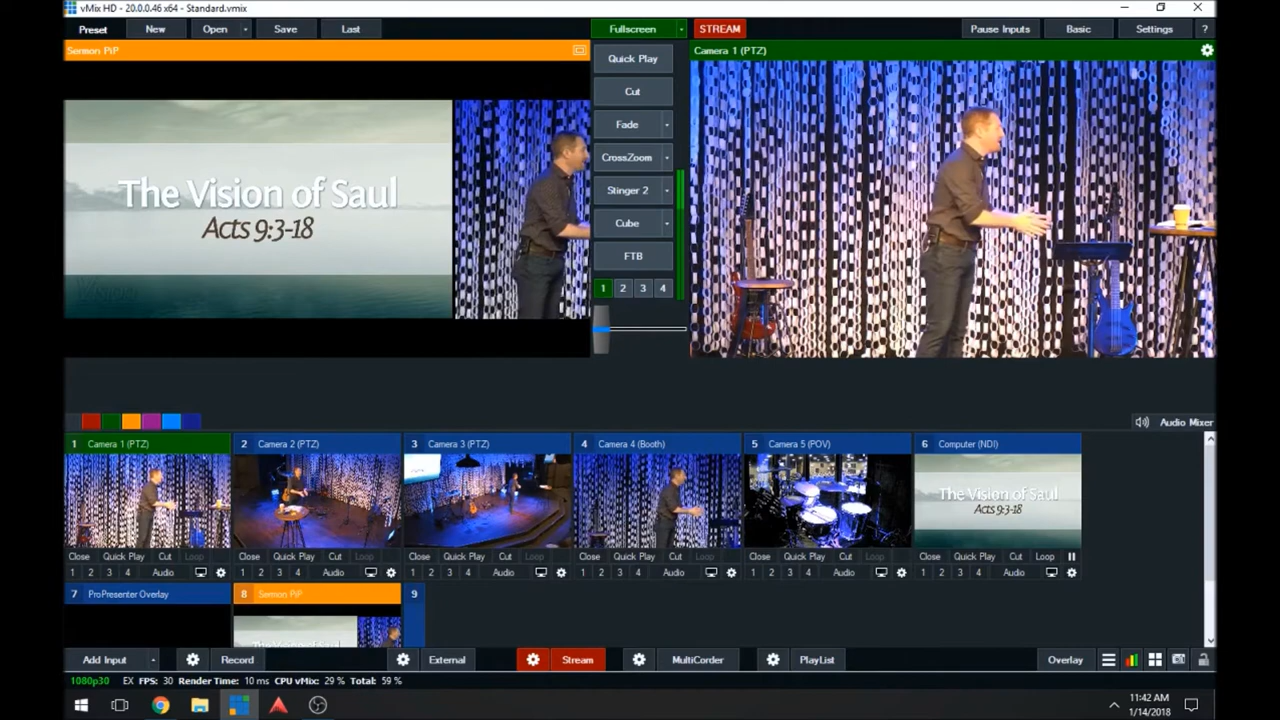 vMix HD - 20.0.0.46 x64 - Standard.vmix
Preset New Open Save Last Fullscreen STREAM Pause Inputs Basic Settings ?
Sermon PiP
Camera 1 (PTZ)
Quick Play
Cut
Fade
CrossZoom
Stinger 2
Cube
FTB
1 2 3 4
The Vision of Saul
Acts 9:3-18
Audio Mixer
1 Camera 1 (PTZ) 2 Camera 2 (PTZ) 3 Camera 3 (PTZ) 4 Camera 4 (Booth) 5 Camera 5 (POV) 6 Computer (NDI)
The Vision of Saul
Acts 9:3-18
Close Quick Play Cut Loop Close Quick Play Cut Loop Close Quick Play Cut Loop Close Quick Play Cut Loop Close Quick Play Cut Loop Close Quick Play Cut Loop
1 2 3 4 Audio 1 2 3 4 Audio 1 2 3 4 Audio 1 2 3 4 Audio 1 2 3 4 Audio 1 2 3 4 Audio
7 ProPresenter Overlay 8 Sermon PiP 9
The Vision of Saul
Add Input Record External Stream MultiCorder PlayList Overlay
1080p30 EX FPS: 30 Render Time: 10 ms CPU vMix: 29 % Total: 59 %
11:42 AM
1/14/2018